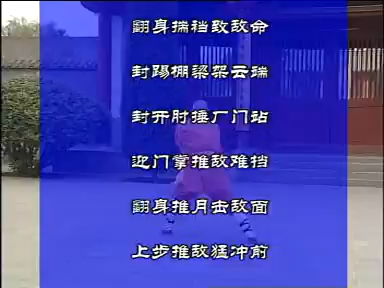 翻身揣裆致敌命
封踢棚梁架云端
封开肘捶厂门站
迎门掌推敌难挡
翻身推月击敌面
上步推敌猛冲前